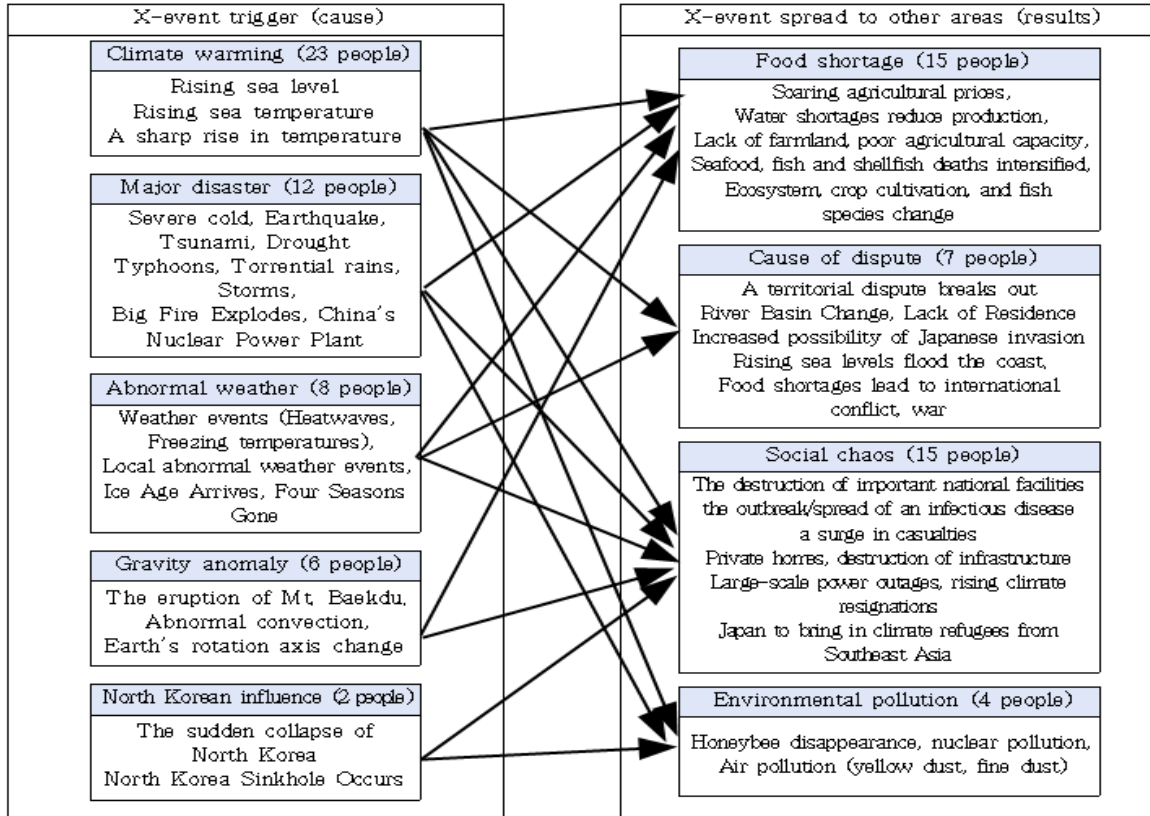 X-event trigger (cause)
Climate warming (23 people)
Rising sea level
Rising sea temperature
A sharp rise in temperature
Major disaster (12 people)
Severe cold, Earthquake,
Tsunami, Drought
Typhoons, Torrential rains,
Storms,
Big Fire Explodes, China's
Nuclear Power Plant
Abnormal weather (8 people)
Weather events (Heatwaves,
Freezing temperatures),
Local abnormal weather events,
Ice Age Arrives, Four Seasons
Gone
Gravity anomaly (6 people)
The eruption of Mt. Baekdu,
Abnormal convection,
Earth's rotation axis change
North Korean influence (2 people)
The sudden collapse of
North Korea
North Korea Sinkhole Occurs
X-event spread to other areas (results)
Food shortage (15 people)
Soaring agricultural prices,
Water shortages reduce production,
Lack of farmland, poor agricultural capacity,
Seafood, fish and shellfish deaths intensified,
Ecosystem, crop cultivation, and fish
species change
Cause of dispute (7 people)
A territorial dispute breaks out
River Basin Change, Lack of Residence
Increased possibility of Japanese invasion
Rising sea levels flood the coast,
Food shortages lead to international
conflict, war
Social chaos (15 people)
The destruction of important national facilities
the outbreak/spread of an infectious disease
a surge in casualties
Private homes, destruction of infrastructure
Large-scale power outages, rising climate
resignations
Japan to bring in climate refugees from
Southeast Asia
Environmental pollution (4 people)
Honeybee disappearance, nuclear pollution,
Air pollution (yellow dust, fine dust)